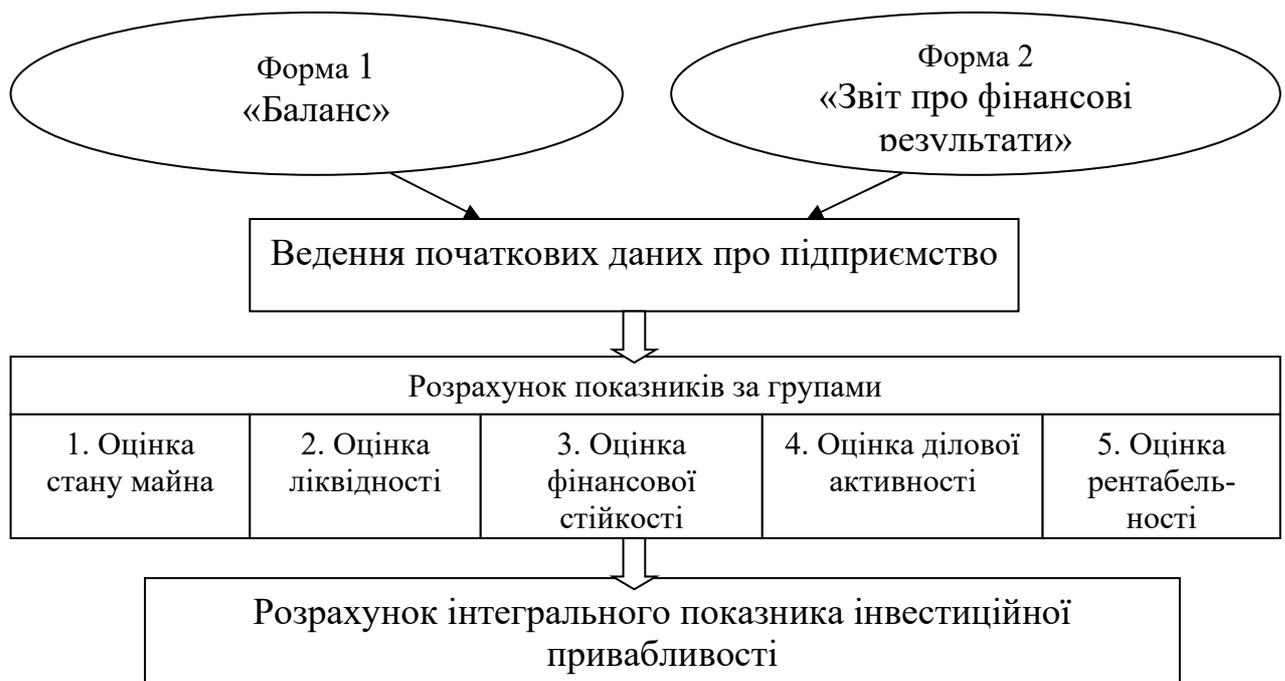 Форма 1
«Баланс»
Форма 2
«Звіт про фінансові
результати»
Ведення початкових даних про підприємство
Розрахунок показників за групами
1. Оцінка
стану майна
2. Оцінка
ліквідності
3. Оцінка
фінансової
стійкості
4. Оцінка ділової
активності
5. Оцінка
рентабель-
ності
Розрахунок інтегрального показника інвестиційної
привабливості